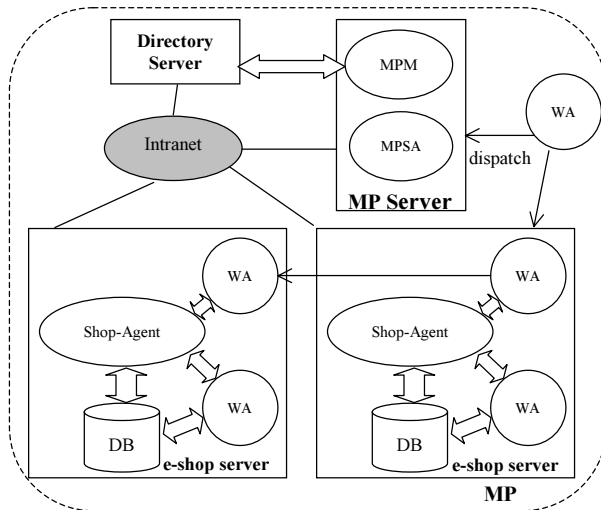 Directory
Server
MPM
WA
Intranet
MPSA
dispatch
MP Server
WA
WA
Shop-Agent
Shop-Agent
WA
WA
DB
DB
e-shop server
e-shop server
MP